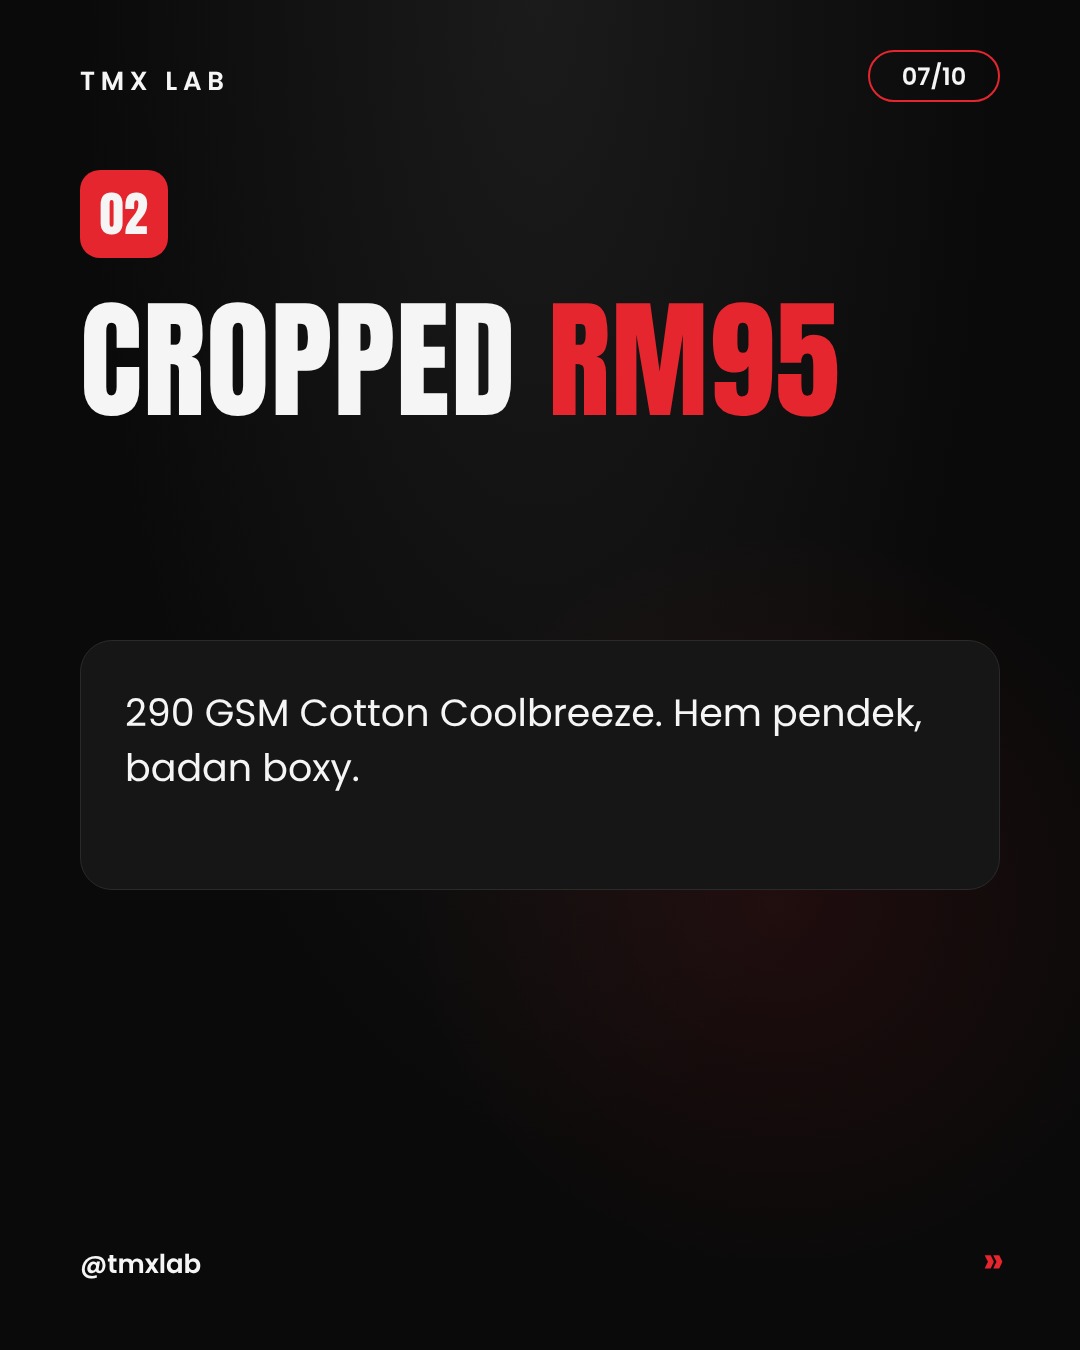 TMX LAB
07/10
02
CROPPED RM95
290 GSM Cotton Coolbreeze. Hem pendek,
badan boxy.
@tmxlab
»